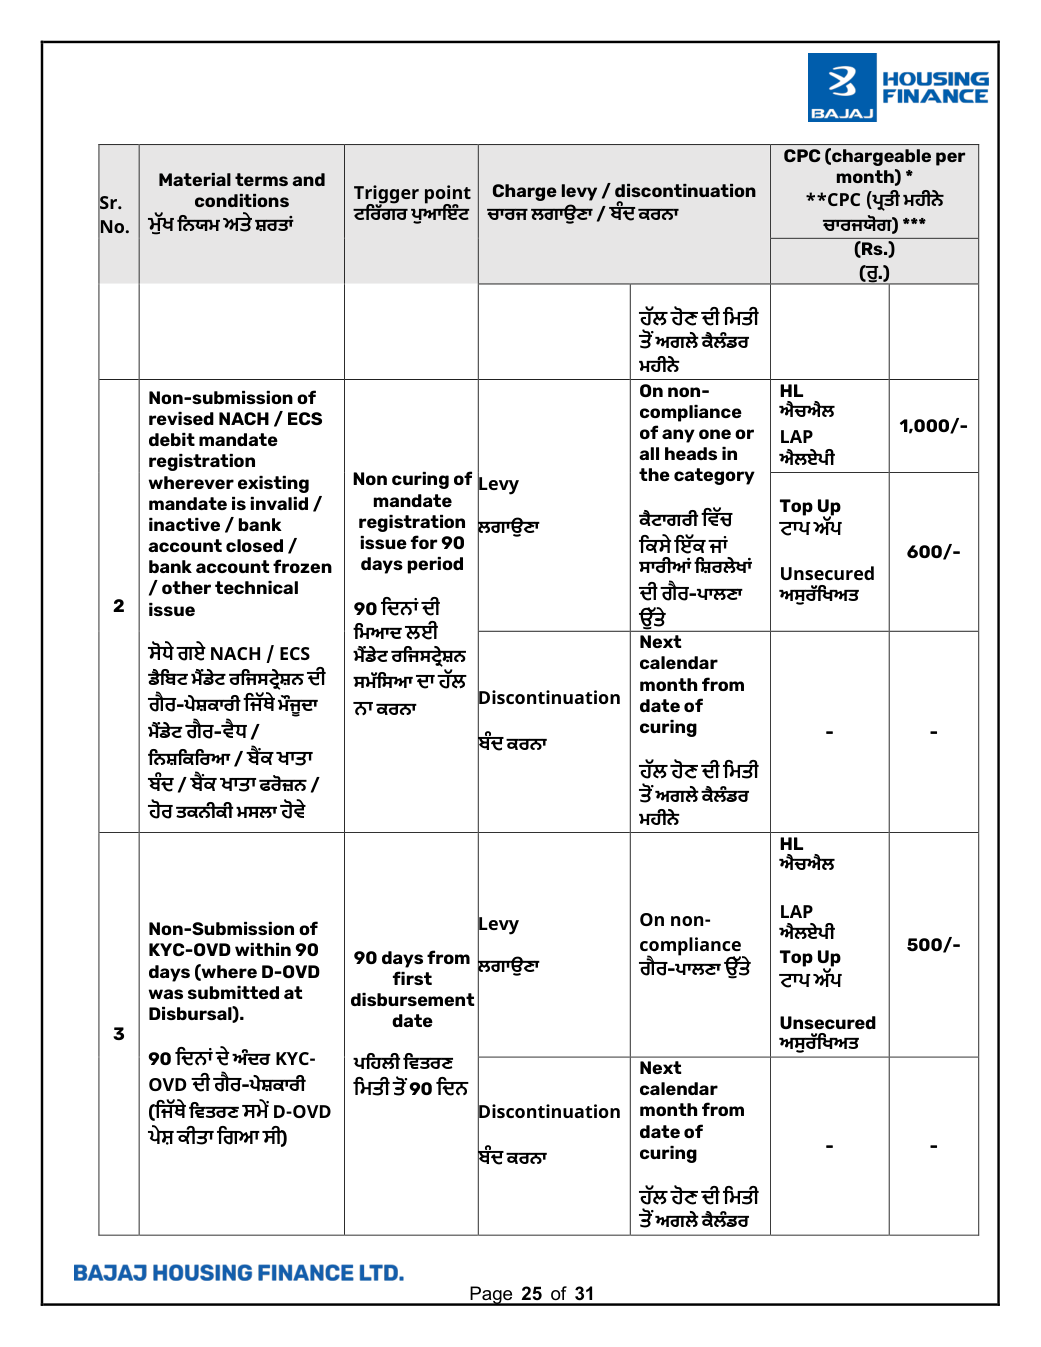 BAJAJ
HOUSING
FINANCE
Sr.
No.
Material terms and
conditions
ਮੁੱਖ ਨਿਯਮ ਅਤੇ ਸ਼ਰਤਾਂ
Trigger point
ਟਰਿੱਗਰ ਪੁਆਇੰਟ
Charge levy / discontinuation
ਚਾਰਜ ਲਗਾਉਣਾ / ਬੰਦ ਕਰਨਾ
CPC (chargeable per
month) *
**CPC (ਪ੍ਰਤੀ ਮਹੀਨੇ
ਚਾਰਜਯੋਗ) ***
(Rs.)
(ਰੁ.)
ਹੱਲ ਹੋਣ ਦੀ ਮਿਤੀ
ਤੋਂ ਅਗਲੇ ਕੈਲੰਡਰ
ਮਹੀਨੇ
2
Non-submission of
revised NACH / ECS
debit mandate
registration
wherever existing
mandate is invalid /
inactive / bank
account closed /
bank account frozen
/ other technical
issue
ਸੋਧੇ ਗਏ NACH / ECS
ਡੈਬਿਟ ਮੈਂਡੇਟ ਰਜਿਸਟ੍ਰੇਸ਼ਨ ਦੀ
ਗੈਰ-ਪੇਸ਼ਕਾਰੀ ਜਿੱਥੇ ਮੌਜੂਦਾ
ਮੈਂਡੇਟ ਗੈਰ-ਵੈਧ /
ਨਿਸ਼ਕਿਰਿਆ / ਬੈਂਕ ਖਾਤਾ
ਬੰਦ / ਬੈਂਕ ਖਾਤਾ ਫਰੋਜ਼ਨ /
ਹੋਰ ਤਕਨੀਕੀ ਮਸਲਾ ਹੋਵੇ
Non curing of
mandate
registration
issue for 90
days period
90 ਦਿਨਾਂ ਦੀ
ਮਿਆਦ ਲਈ
ਮੈਂਡੇਟ ਰਜਿਸਟ੍ਰੇਸ਼ਨ
ਸਮੱਸਿਆ ਦਾ ਹੱਲ
ਨਾ ਕਰਨਾ
Levy
ਲਗਾਉਣਾ
On non-
compliance
of any one or
all heads in
the category
ਕੈਟਾਗਰੀ ਵਿੱਚ
ਕਿਸੇ ਇੱਕ ਜਾਂ
ਸਾਰੀਆਂ ਸ਼ਿਰਲੇਖਾਂ
ਦੀ ਗੈਰ-ਪਾਲਣਾ
ਉੱਤੇ
HL
ਐਚਐਲ
LAP
ਐਲਏਪੀ
1,000/-
Top Up
ਟਾਪ ਅੱਪ
Unsecured
ਅਸੁਰੱਖਿਅਤ
600/-
Discontinuation
ਬੰਦ ਕਰਨਾ
Next
calendar
month from
date of
curing
ਹੱਲ ਹੋਣ ਦੀ ਮਿਤੀ
ਤੋਂ ਅਗਲੇ ਕੈਲੰਡਰ
ਮਹੀਨੇ
-
-
3
Non-Submission of
KYC-OVD within 90
days (where D-OVD
was submitted at
Disbursal).
90 ਦਿਨਾਂ ਦੇ ਅੰਦਰ KYC-
OVD ਦੀ ਗੈਰ-ਪੇਸ਼ਕਾਰੀ
(ਜਿੱਥੇ ਵਿਤਰਣ ਸਮੇਂ D-OVD
ਪੇਸ਼ ਕੀਤਾ ਗਿਆ ਸੀ)
90 days from
first
disbursement
date
ਪਹਿਲੀ ਵਿਤਰਣ
ਮਿਤੀ ਤੋਂ 90 ਦਿਨ
Levy
ਲਗਾਉਣਾ
On non-
compliance
ਗੈਰ-ਪਾਲਣਾ ਉੱਤੇ
HL
ਐਚਐਲ
LAP
ਐਲਏਪੀ
Top Up
ਟਾਪ ਅੱਪ
Unsecured
ਅਸੁਰੱਖਿਅਤ
500/-
Discontinuation
ਬੰਦ ਕਰਨਾ
Next
calendar
month from
date of
curing
ਹੱਲ ਹੋਣ ਦੀ ਮਿਤੀ
ਤੋਂ ਅਗਲੇ ਕੈਲੰਡਰ
-
-
BAJAJ HOUSING FINANCE LTD.
Page 25 of 31